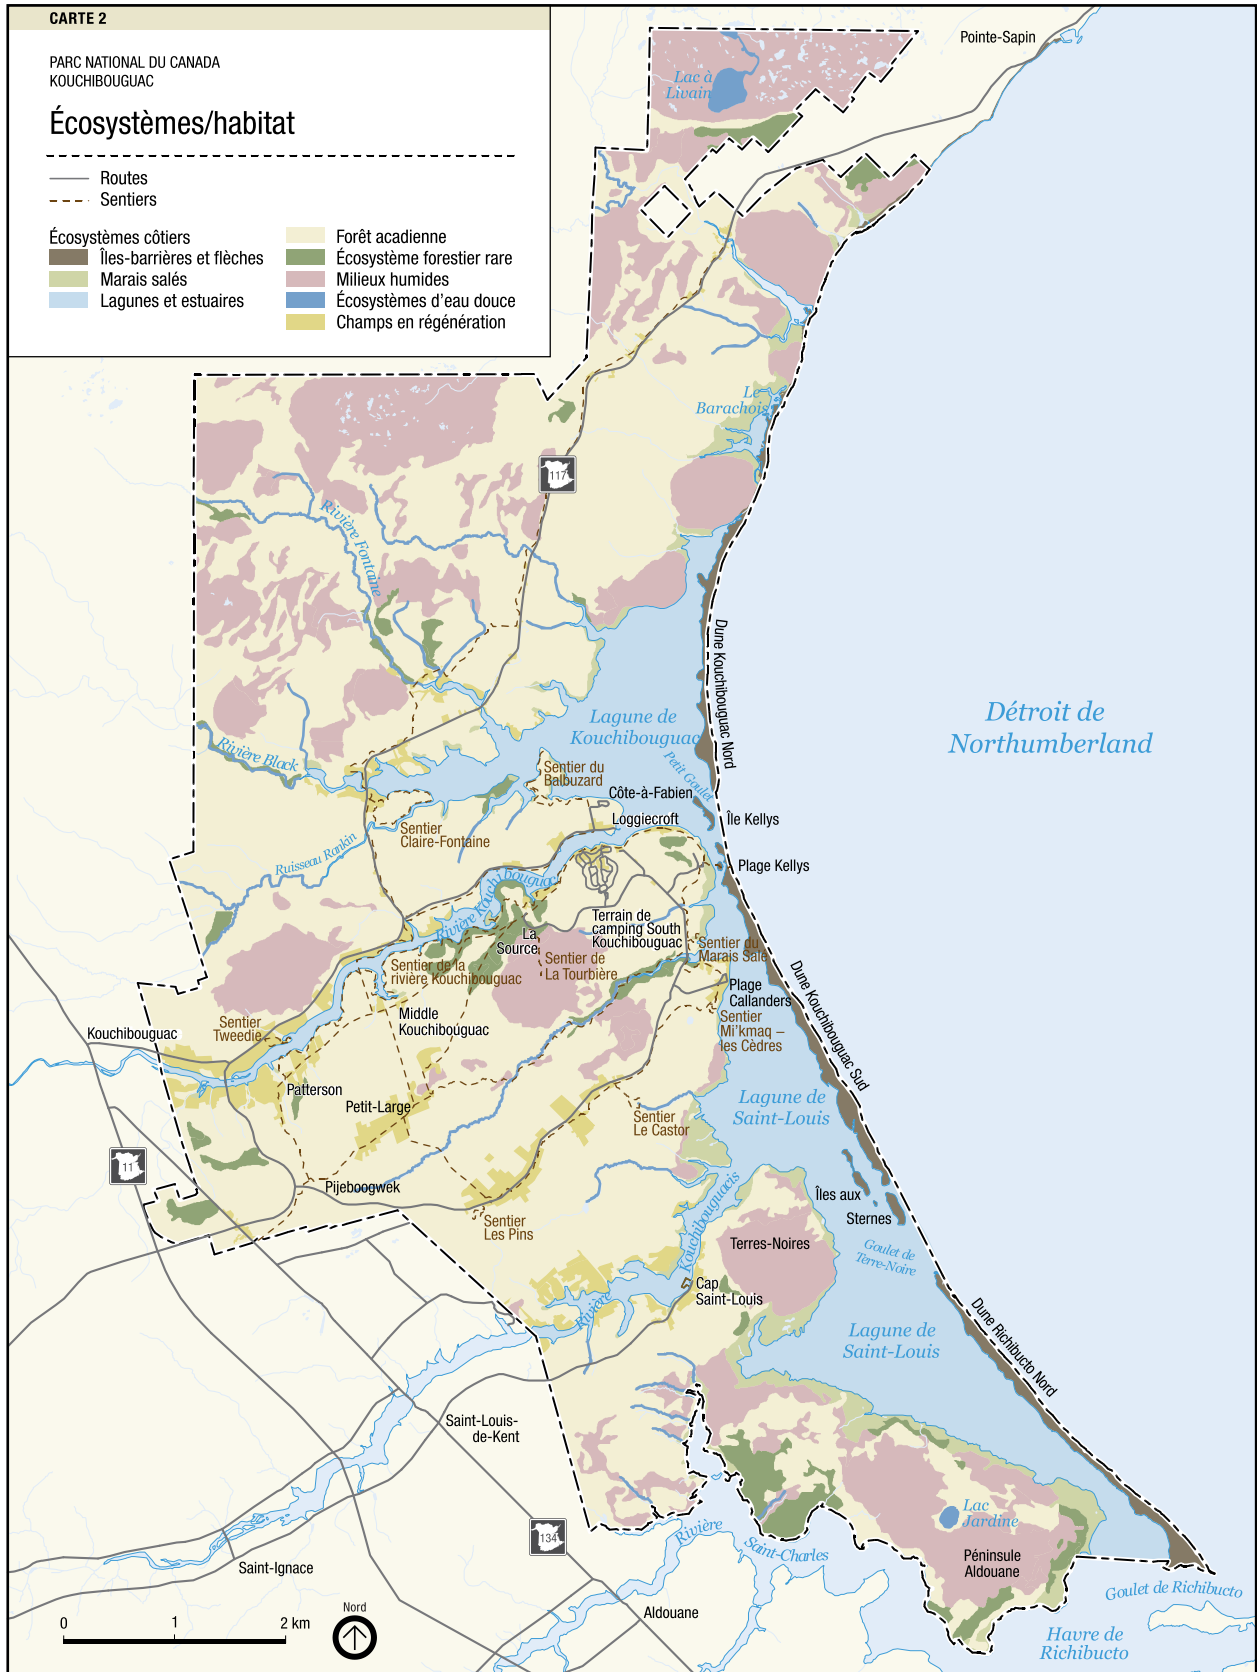 CARTE 2
PARC NATIONAL DU CANADA
KOUCHIBOUGUAC
Écosystèmes/habitat
Routes
Sentiers
Écosystèmes côtiers
Îles-barrières et flèches
Marais salés
Lagunes et estuaires
Forêt acadienne
Écosystème forestier rare
Milieux humides
Écosystèmes d'eau douce
Champs en régénération
Pointe-Sapin
Lac à
Livain
Le
Barachois
117
Rivière Fontaine
Dune Kouchibouguac Nord
Lagune de
Kouchibouguac
Détroit de
Northumberland
Rivière Black
Petit Goulet
Sentier du
Balbuzard
Côte-à-Fabien
Loggiecroft
Île Kellys
Sentier
Claire-Fontaine
Ruisseau Rankin
Plage Kellys
Rivière Kouchibouguac
La
Source
Terrain de
camping South
Kouchibouguac
Sentier du
Marais Salé
Sentier de la
rivière Kouchibouguac
Sentier de
La Tourbière
Plage
Callanders
Dune Kouchibouguac Sud
Middle
Kouchibouguac
Sentier
Mi'kmaq –
les Cèdres
Sentier
Tweedie
Kouchibouguac
Patterson
Petit-Large
Lagune de
Saint-Louis
Sentier
Le Castor
11
Pijeboogwek
Îles aux
Sternes
Sentier
Les Pins
Rivière Kouchibouguacis
Terres-Noires
Goulet de
Terre-Noire
Cap
Saint-Louis
Dune Richibucto Nord
Lagune de
Saint-Louis
Saint-Louis-
de-Kent
Lac
Jardine
134
Rivière
Saint-Charles
Péninsule
Aldouane
Saint-Ignace
Goulet de Richibucto
Aldouane
Havre de
Richibucto
0 1 2 km
Nord